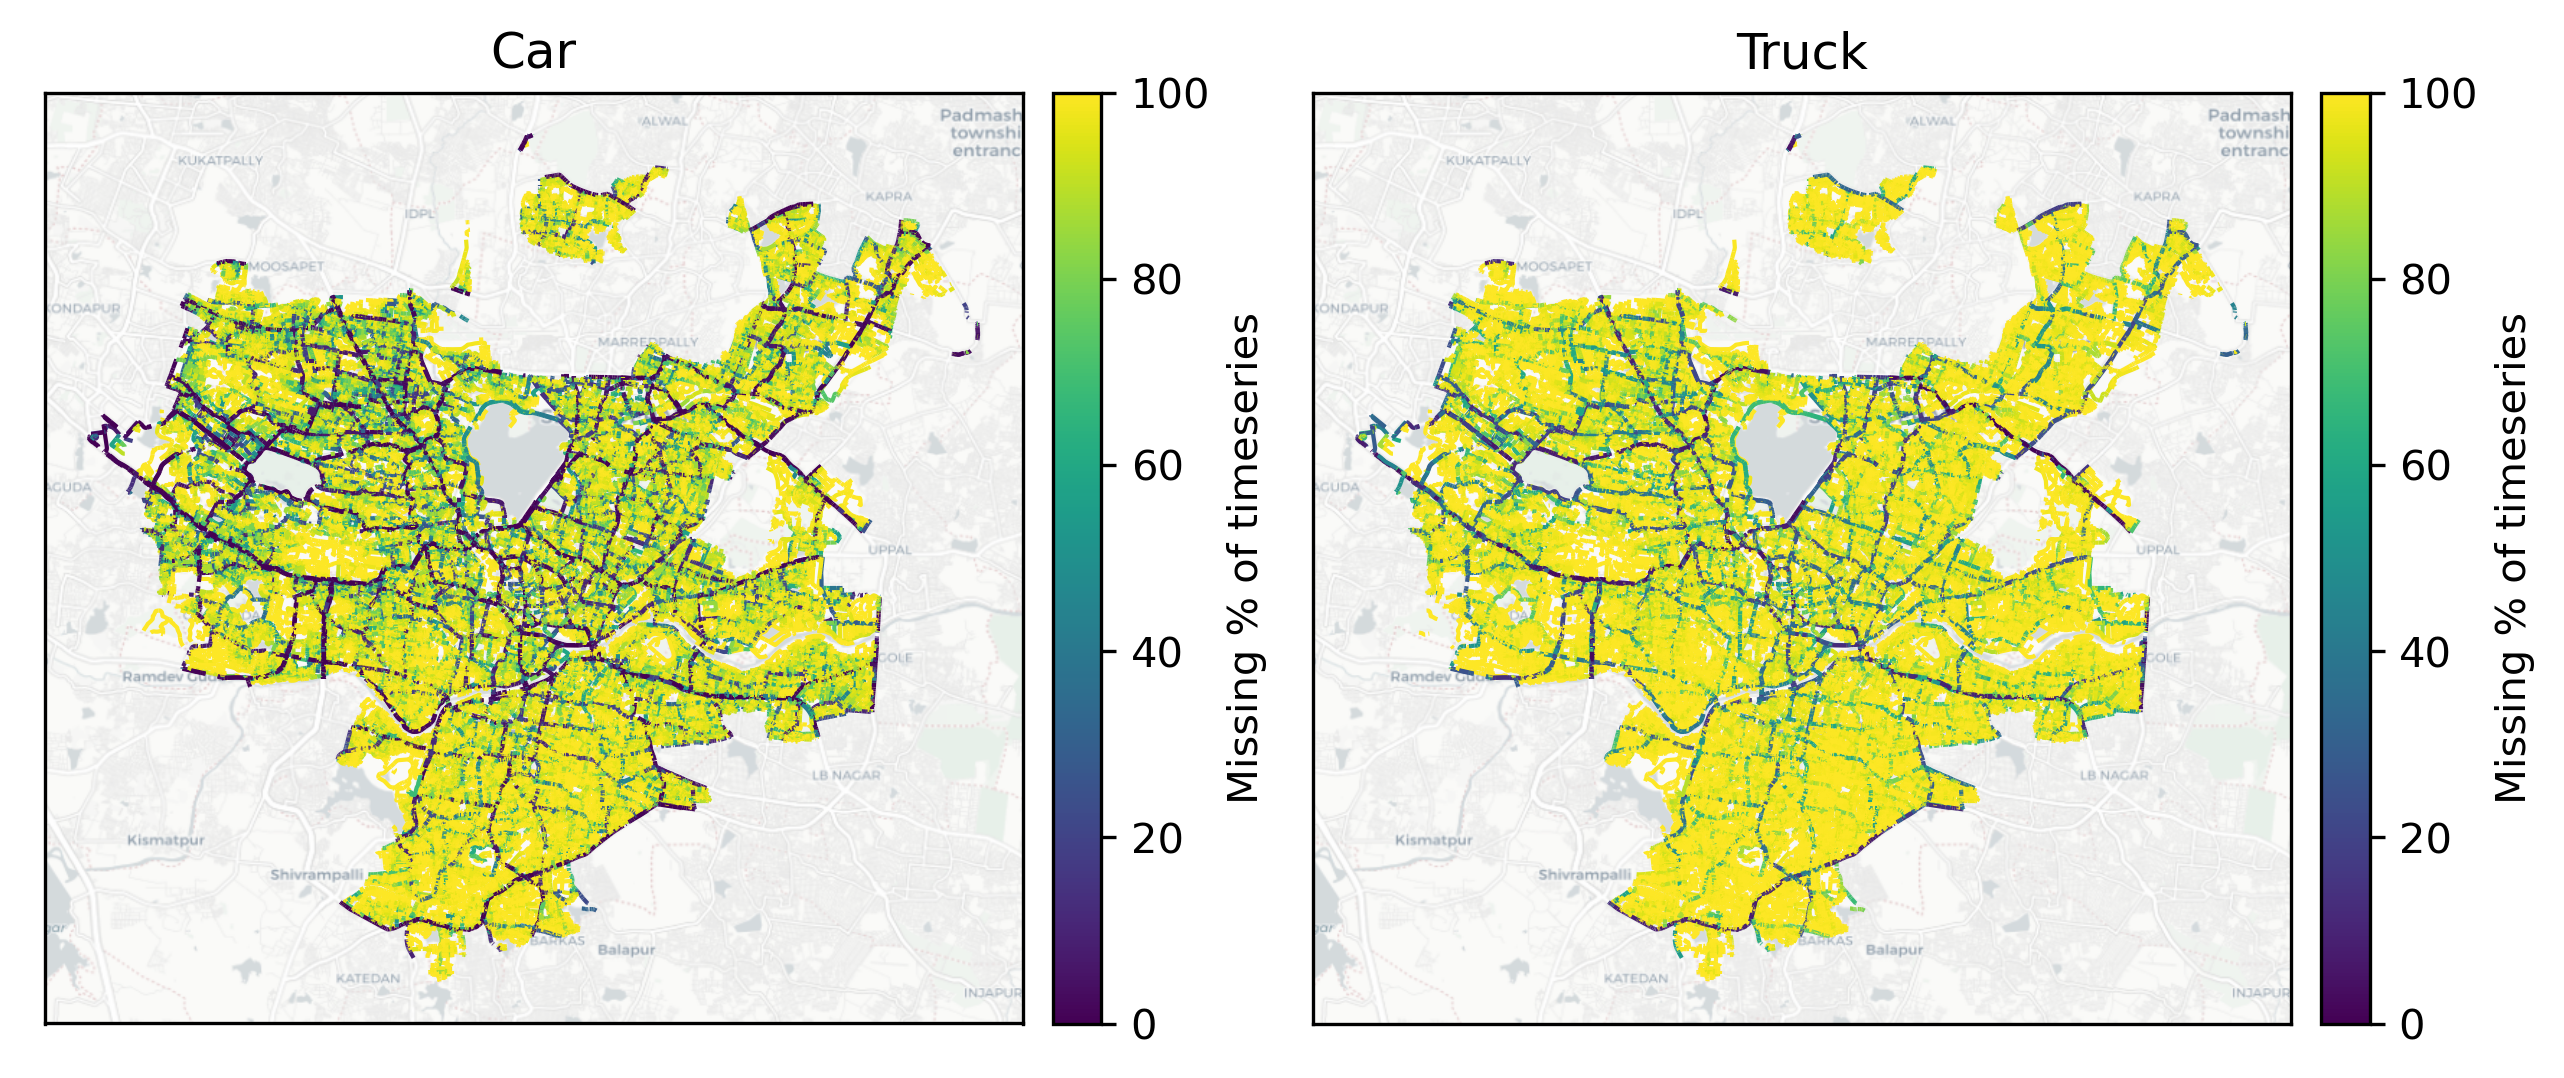 Car
ALWAL
Padmash
townshi
entranc
KUKATPALLY
KAPRA
IDPL
MOOSAPET
KONDAPUR
MARREDPALLY
AGUDA
UPPAL
GOLE
Ramdev Gud
LB NAGAR
Kismatpur
Shivrampalli
BARKAS
Balapur
KATEDAN
INJAPUR
100
80
60
40
20
0
Missing % of timeseries
Truck
ALWAL
Padmash
townshi
entranc
KUKATPALLY
KAPRA
IDPL
MOOSAPET
KONDAPUR
MARREDPALLY
AGUDA
UPPAL
GOLE
Ramdev Guda
LB NAGAR
Kismatpur
Shivrampalli
BARKAS
Balapur
KATEDAN
INJAPUR
100
80
60
40
20
0
Missing % of timeseries